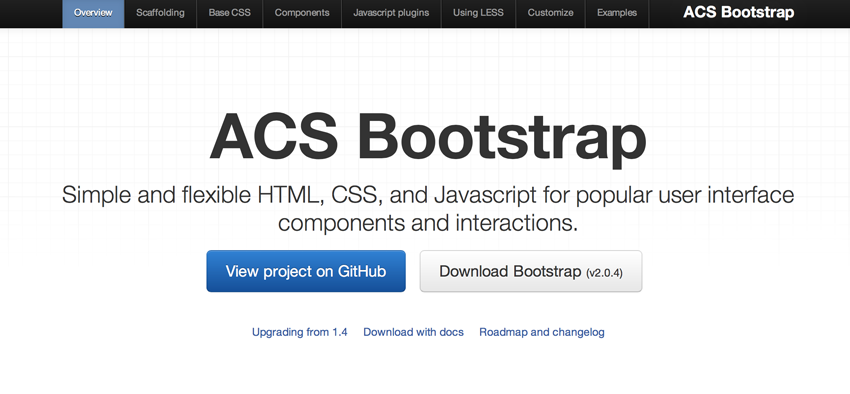 Overview Scaffolding Base CSS Components Javascript plugins Using LESS Customize Examples ACS Bootstrap
ACS Bootstrap
Simple and flexible HTML, CSS, and Javascript for popular user interface
components and interactions.
View project on GitHub Download Bootstrap (v2.0.4)
Upgrading from 1.4 Download with docs Roadmap and changelog